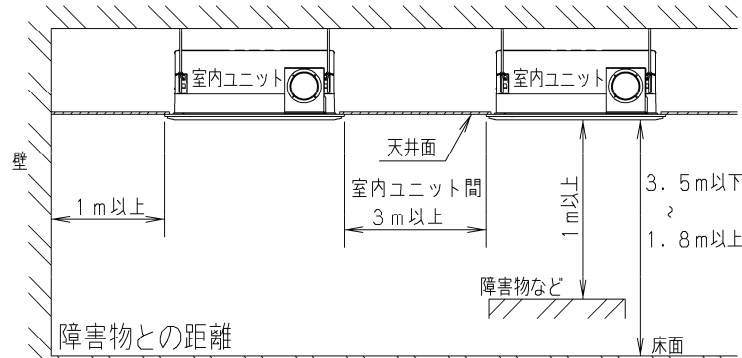 室内ユニット
室内ユニット
天井面
壁
室内ユニット間
3m以上
1m以上
1m以上
3.5m以下
~
1.8m以上
障害物など
障害物との距離
床面